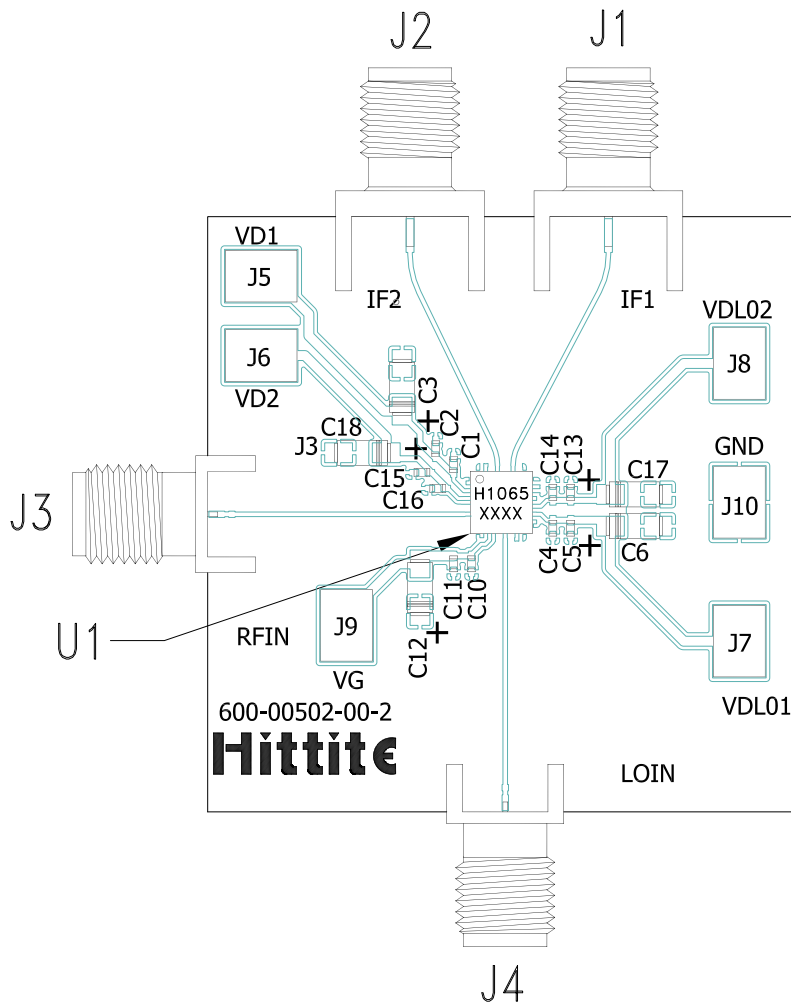 J2
J1
VD1
J5
IF2
IF1
VDL02
J6
J8
VD2
C3
+
C2
C18
J3
+
C1
C14
C13
+
C17
GND
C15
C16
H1065
XXXX
J3
J10
C4
C5
+
C6
C11
C10
U1
RFIN
J9
C12
+
J7
VG
VDL01
600-00502-00-2
Hittite
LOIN
J4